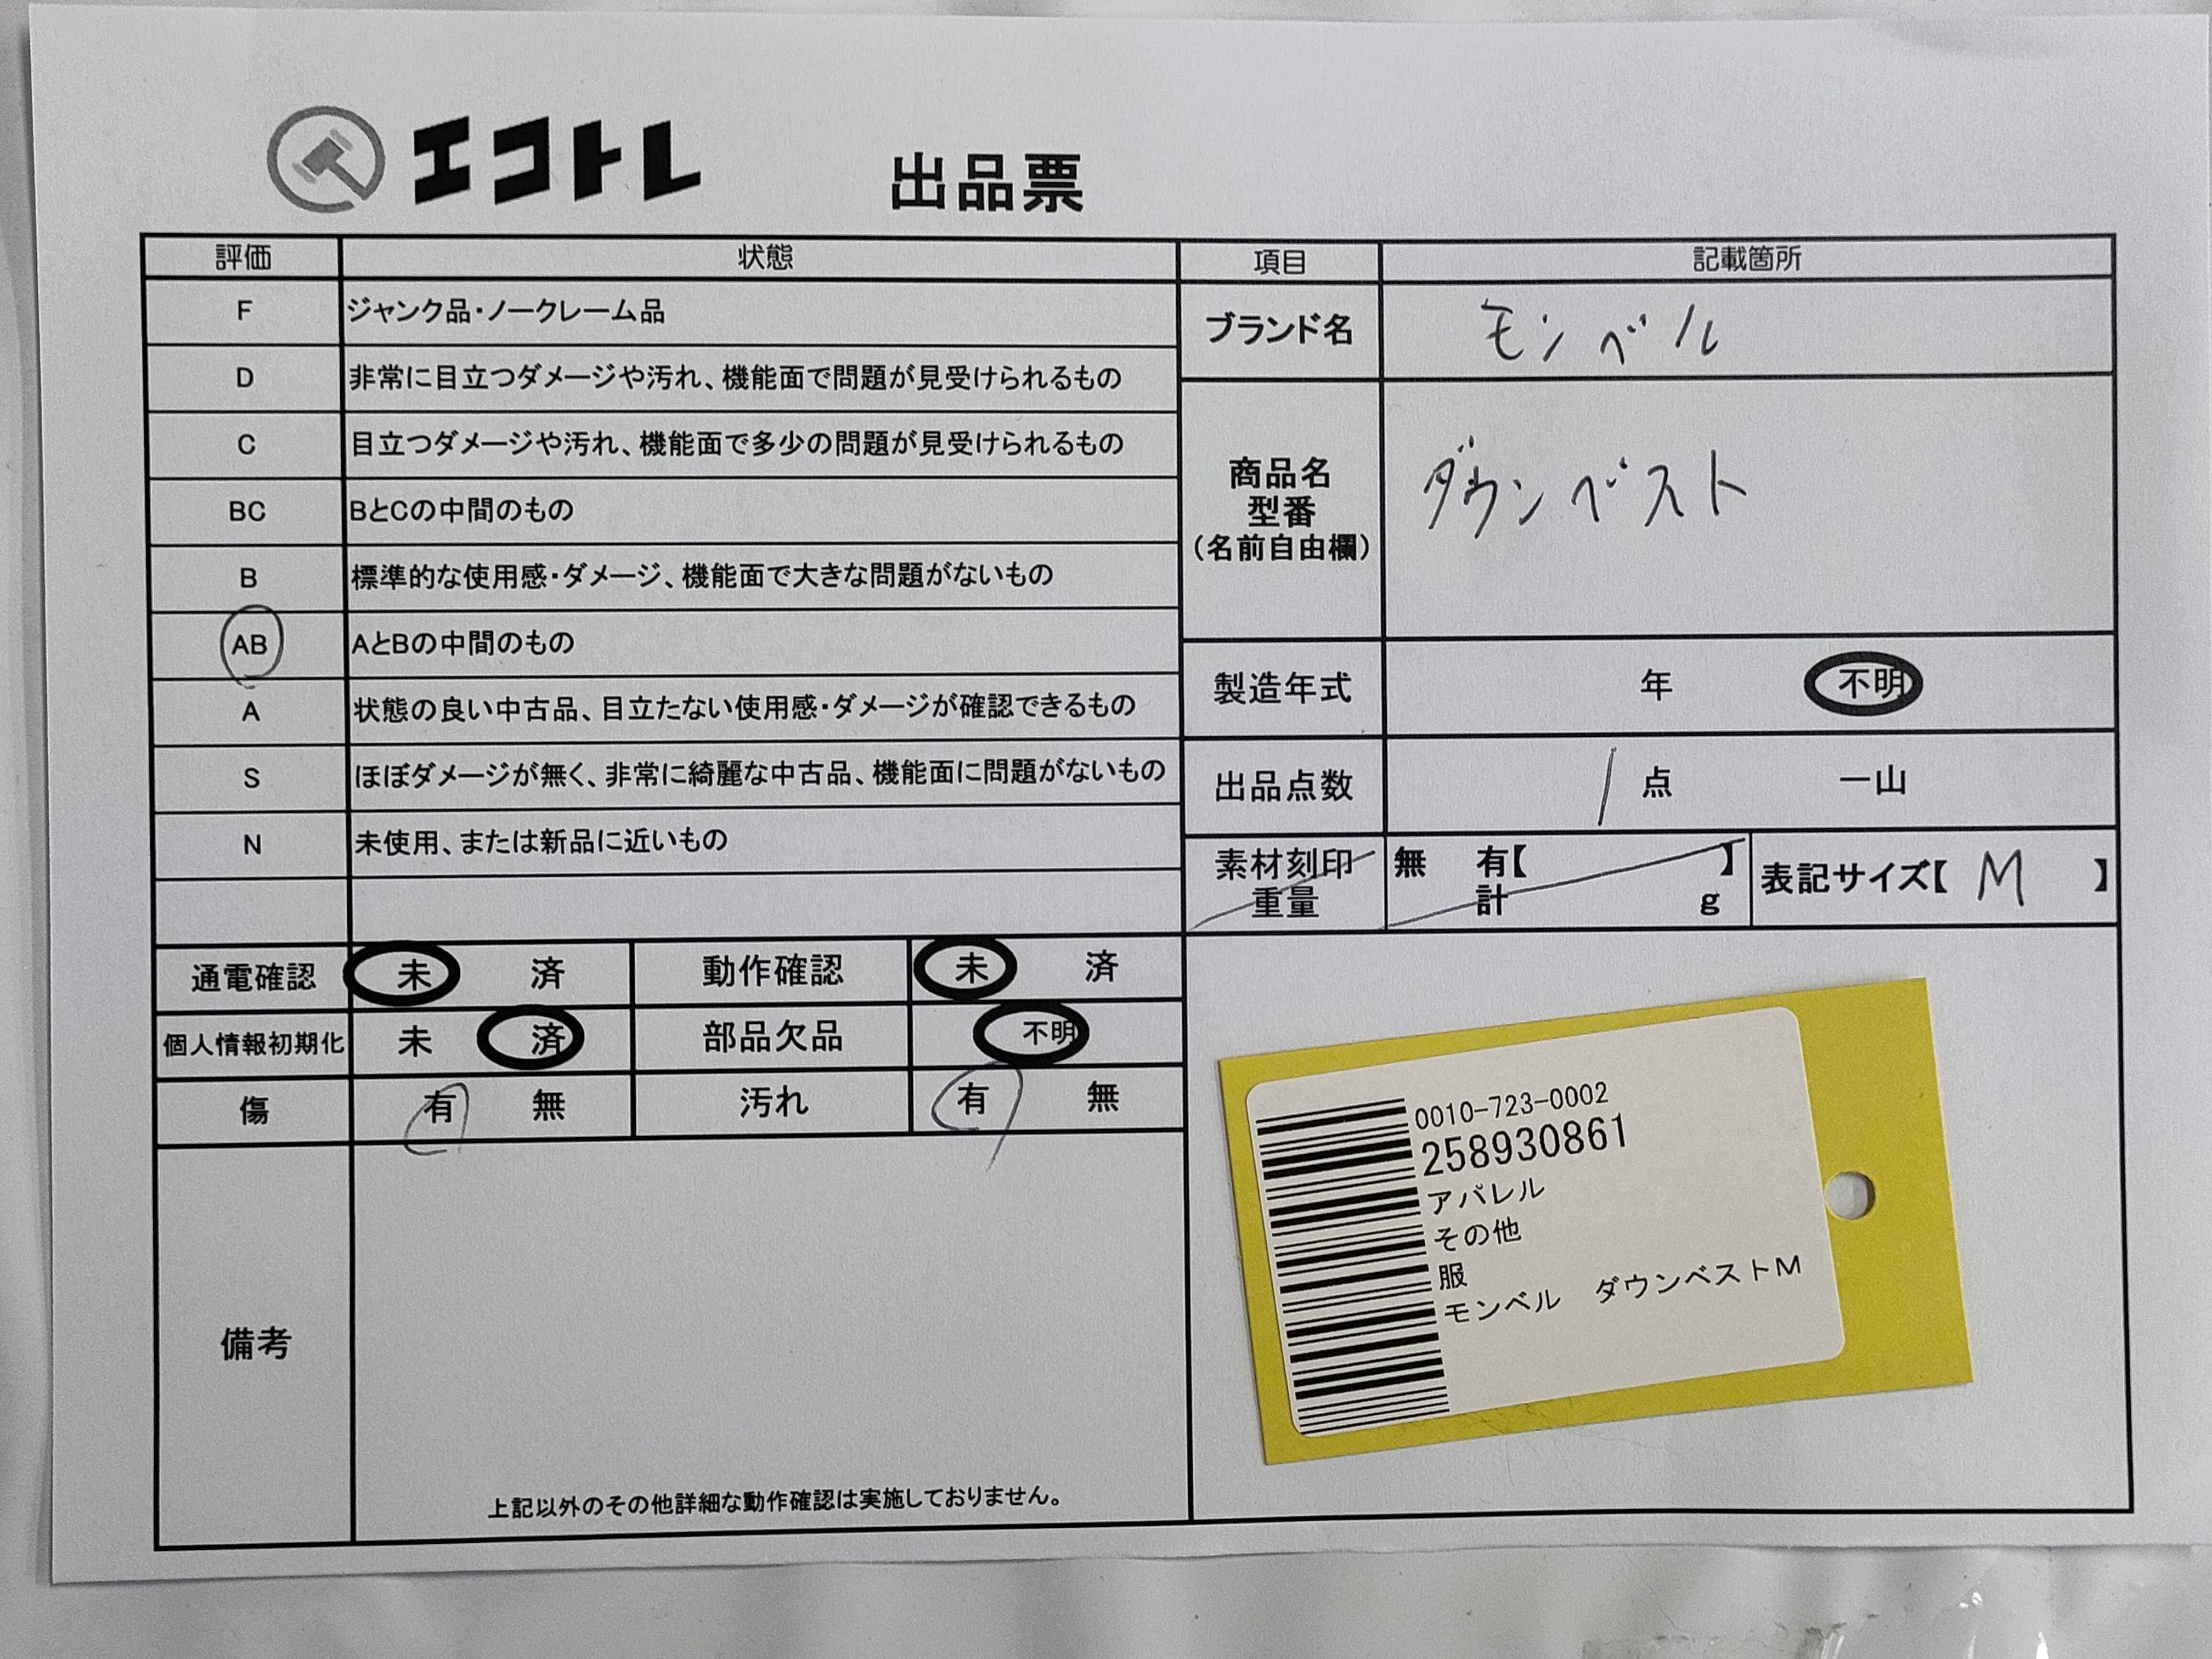 エコトレ
出品票
評価 状態
F ジャンク品・ノークレーム品
D 非常に目立つダメージや汚れ、機能面で問題が見受けられるもの
C 目立つダメージや汚れ、機能面で多少の問題が見受けられるもの
BC BとCの中間のもの
B 標準的な使用感・ダメージ、機能面で大きな問題がないもの
AB AとBの中間のもの
A 状態の良い中古品、目立たない使用感・ダメージが確認できるもの
S ほぼダメージが無く、非常に綺麗な中古品、機能面に問題がないもの
N 未使用、または新品に近いもの
通電確認 未 済 動作確認 未 済
個人情報初期化 未 済 部品欠品 不明
傷 有 無 汚れ 有 無
備考
上記以外のその他詳細な動作確認は実施しておりません。
項目 記載箇所
ブランド名 モンベル
商品名
型番
(名前自由欄)
ダウンベスト
製造年式 年 不明
出品点数 1 点 一山
素材刻印 無 有【 】
重量 計 g
表記サイズ【 M 】
0010-723-0002
258930861
アパレル
その他
服
モンベル ダウンベストM